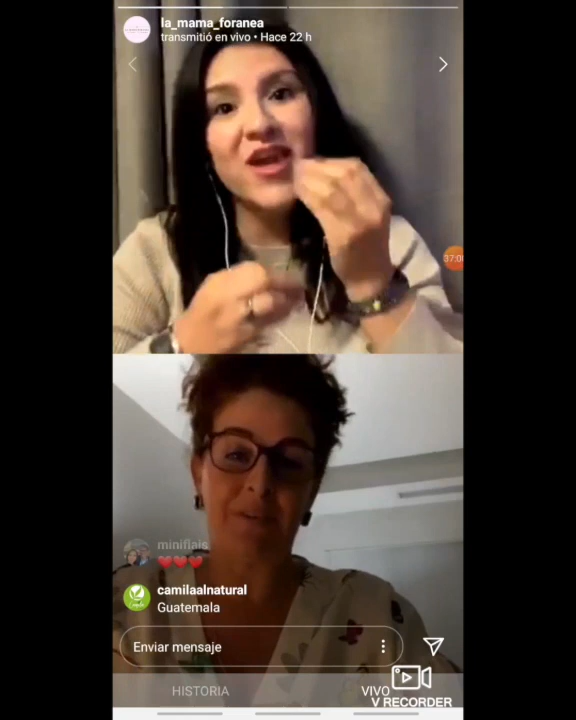 la_mama_foranea
transmitió en vivo • Hace 22 h
37:00
miniflais
❤❤❤
camilaalnatural
Guatemala
Enviar mensaje
HISTORIA
VIVO
V RECORDER